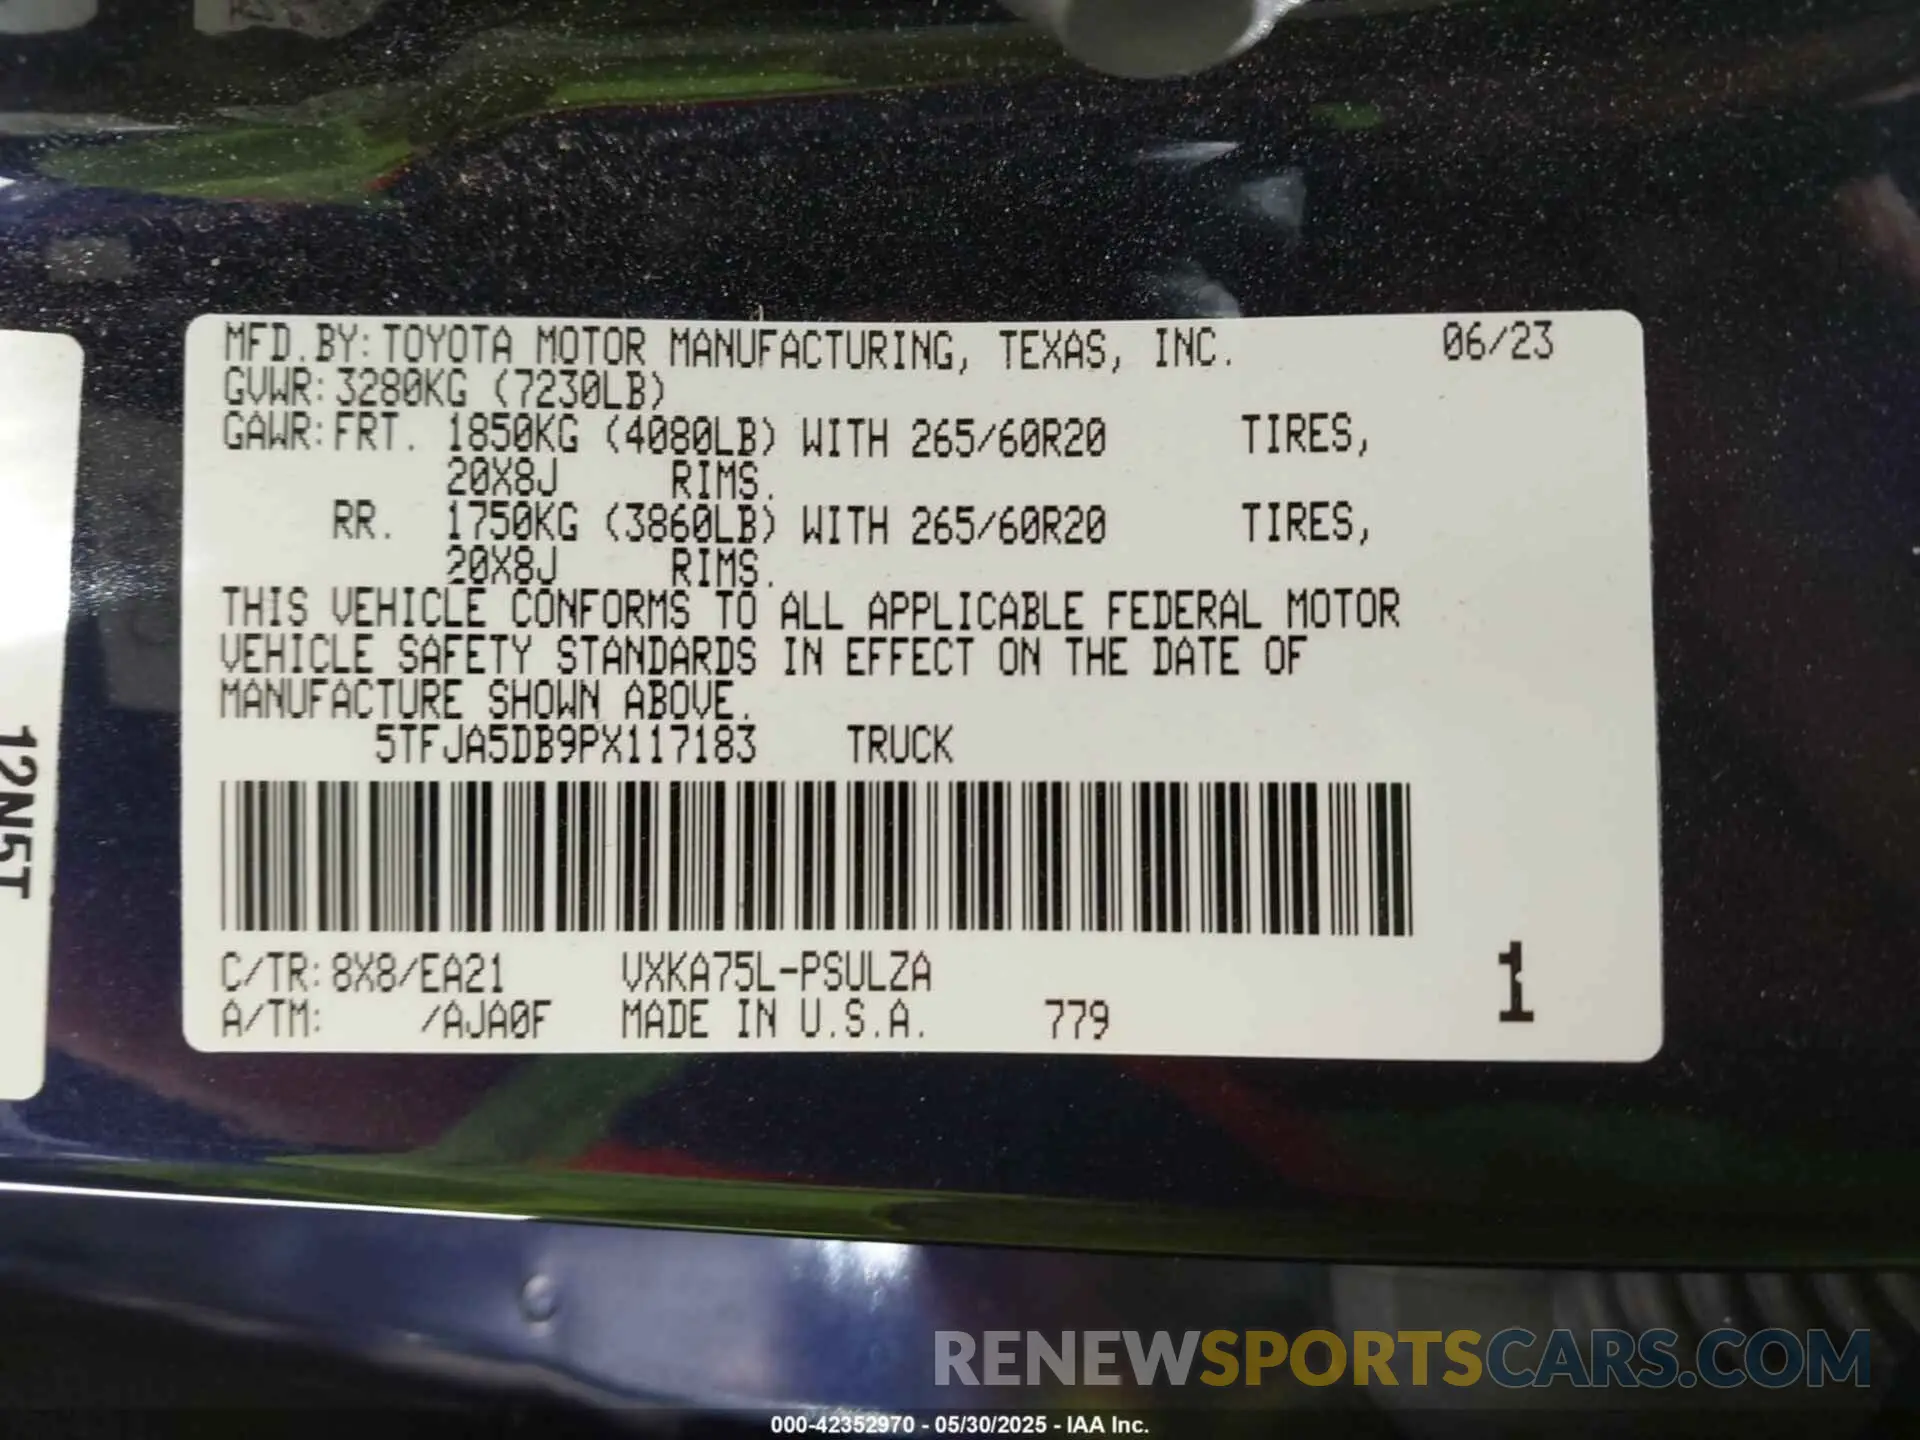 MFD.BY:TOYOTA MOTOR MANUFACTURING, TEXAS, INC. 06/23
GVWR:3280KG (7230LB)
GAWR:FRT. 1850KG (4080LB) WITH 265/60R20 TIRES,
20X8J RIMS.
RR. 1750KG (3860LB) WITH 265/60R20 TIRES,
20X8J RIMS.
THIS VEHICLE CONFORMS TO ALL APPLICABLE FEDERAL MOTOR
VEHICLE SAFETY STANDARDS IN EFFECT ON THE DATE OF
MANUFACTURE SHOWN ABOVE.
5TFJA5DB9PX117183 TRUCK
C/TR:8X8/EA21 VXKA75L-PSULZA
A/TM: /AJA0F MADE IN U.S.A. 779
1
12N5T
RENEWSPORTSCARS.COM
000-42352970 - 05/30/2025 - IAA Inc.